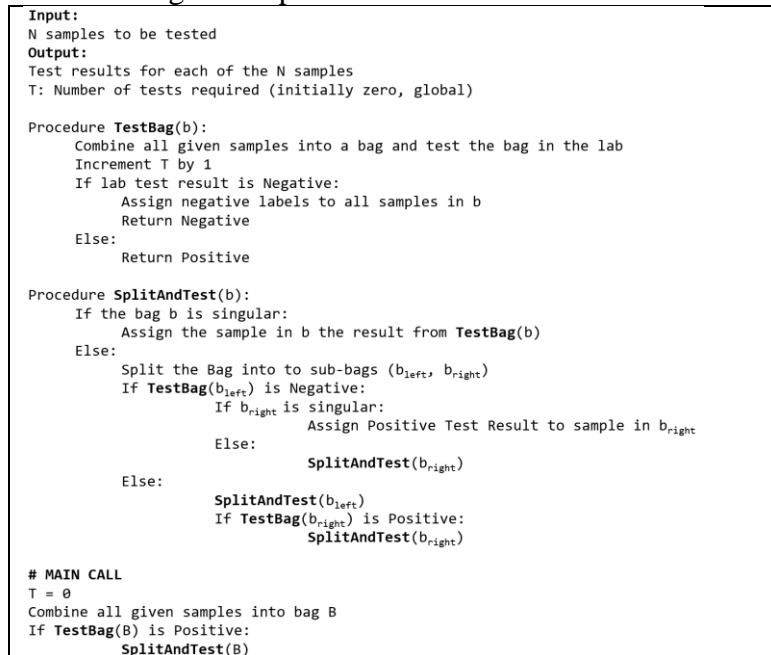 Input:
N samples to be tested
Output:
Test results for each of the N samples
T: Number of tests required (initially zero, global)
Procedure TestBag(b):
Combine all given samples into a bag and test the bag in the lab
Increment T by 1
If lab test result is Negative:
Assign negative labels to all samples in b
Return Negative
Else:
Return Positive
Procedure SplitAndTest(b):
If the bag b is singular:
Assign the sample in b the result from TestBag(b)
Else:
Split the Bag into to sub-bags (b_left, b_right)
If TestBag(b_left) is Negative:
If b_right is singular:
Assign Positive Test Result to sample in b_right
Else:
SplitAndTest(b_right)
Else:
SplitAndTest(b_left)
If TestBag(b_right) is Positive:
SplitAndTest(b_right)
# MAIN CALL
T = 0
Combine all given samples into bag B
If TestBag(B) is Positive:
SplitAndTest(B)